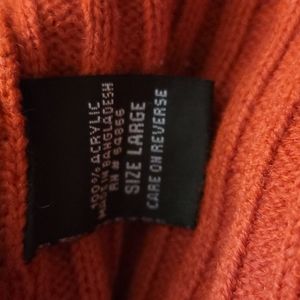 100% ACRYLIC
MADE IN BANGLADESH
RN # 54866
SIZE LARGE
CARE ON REVERSE